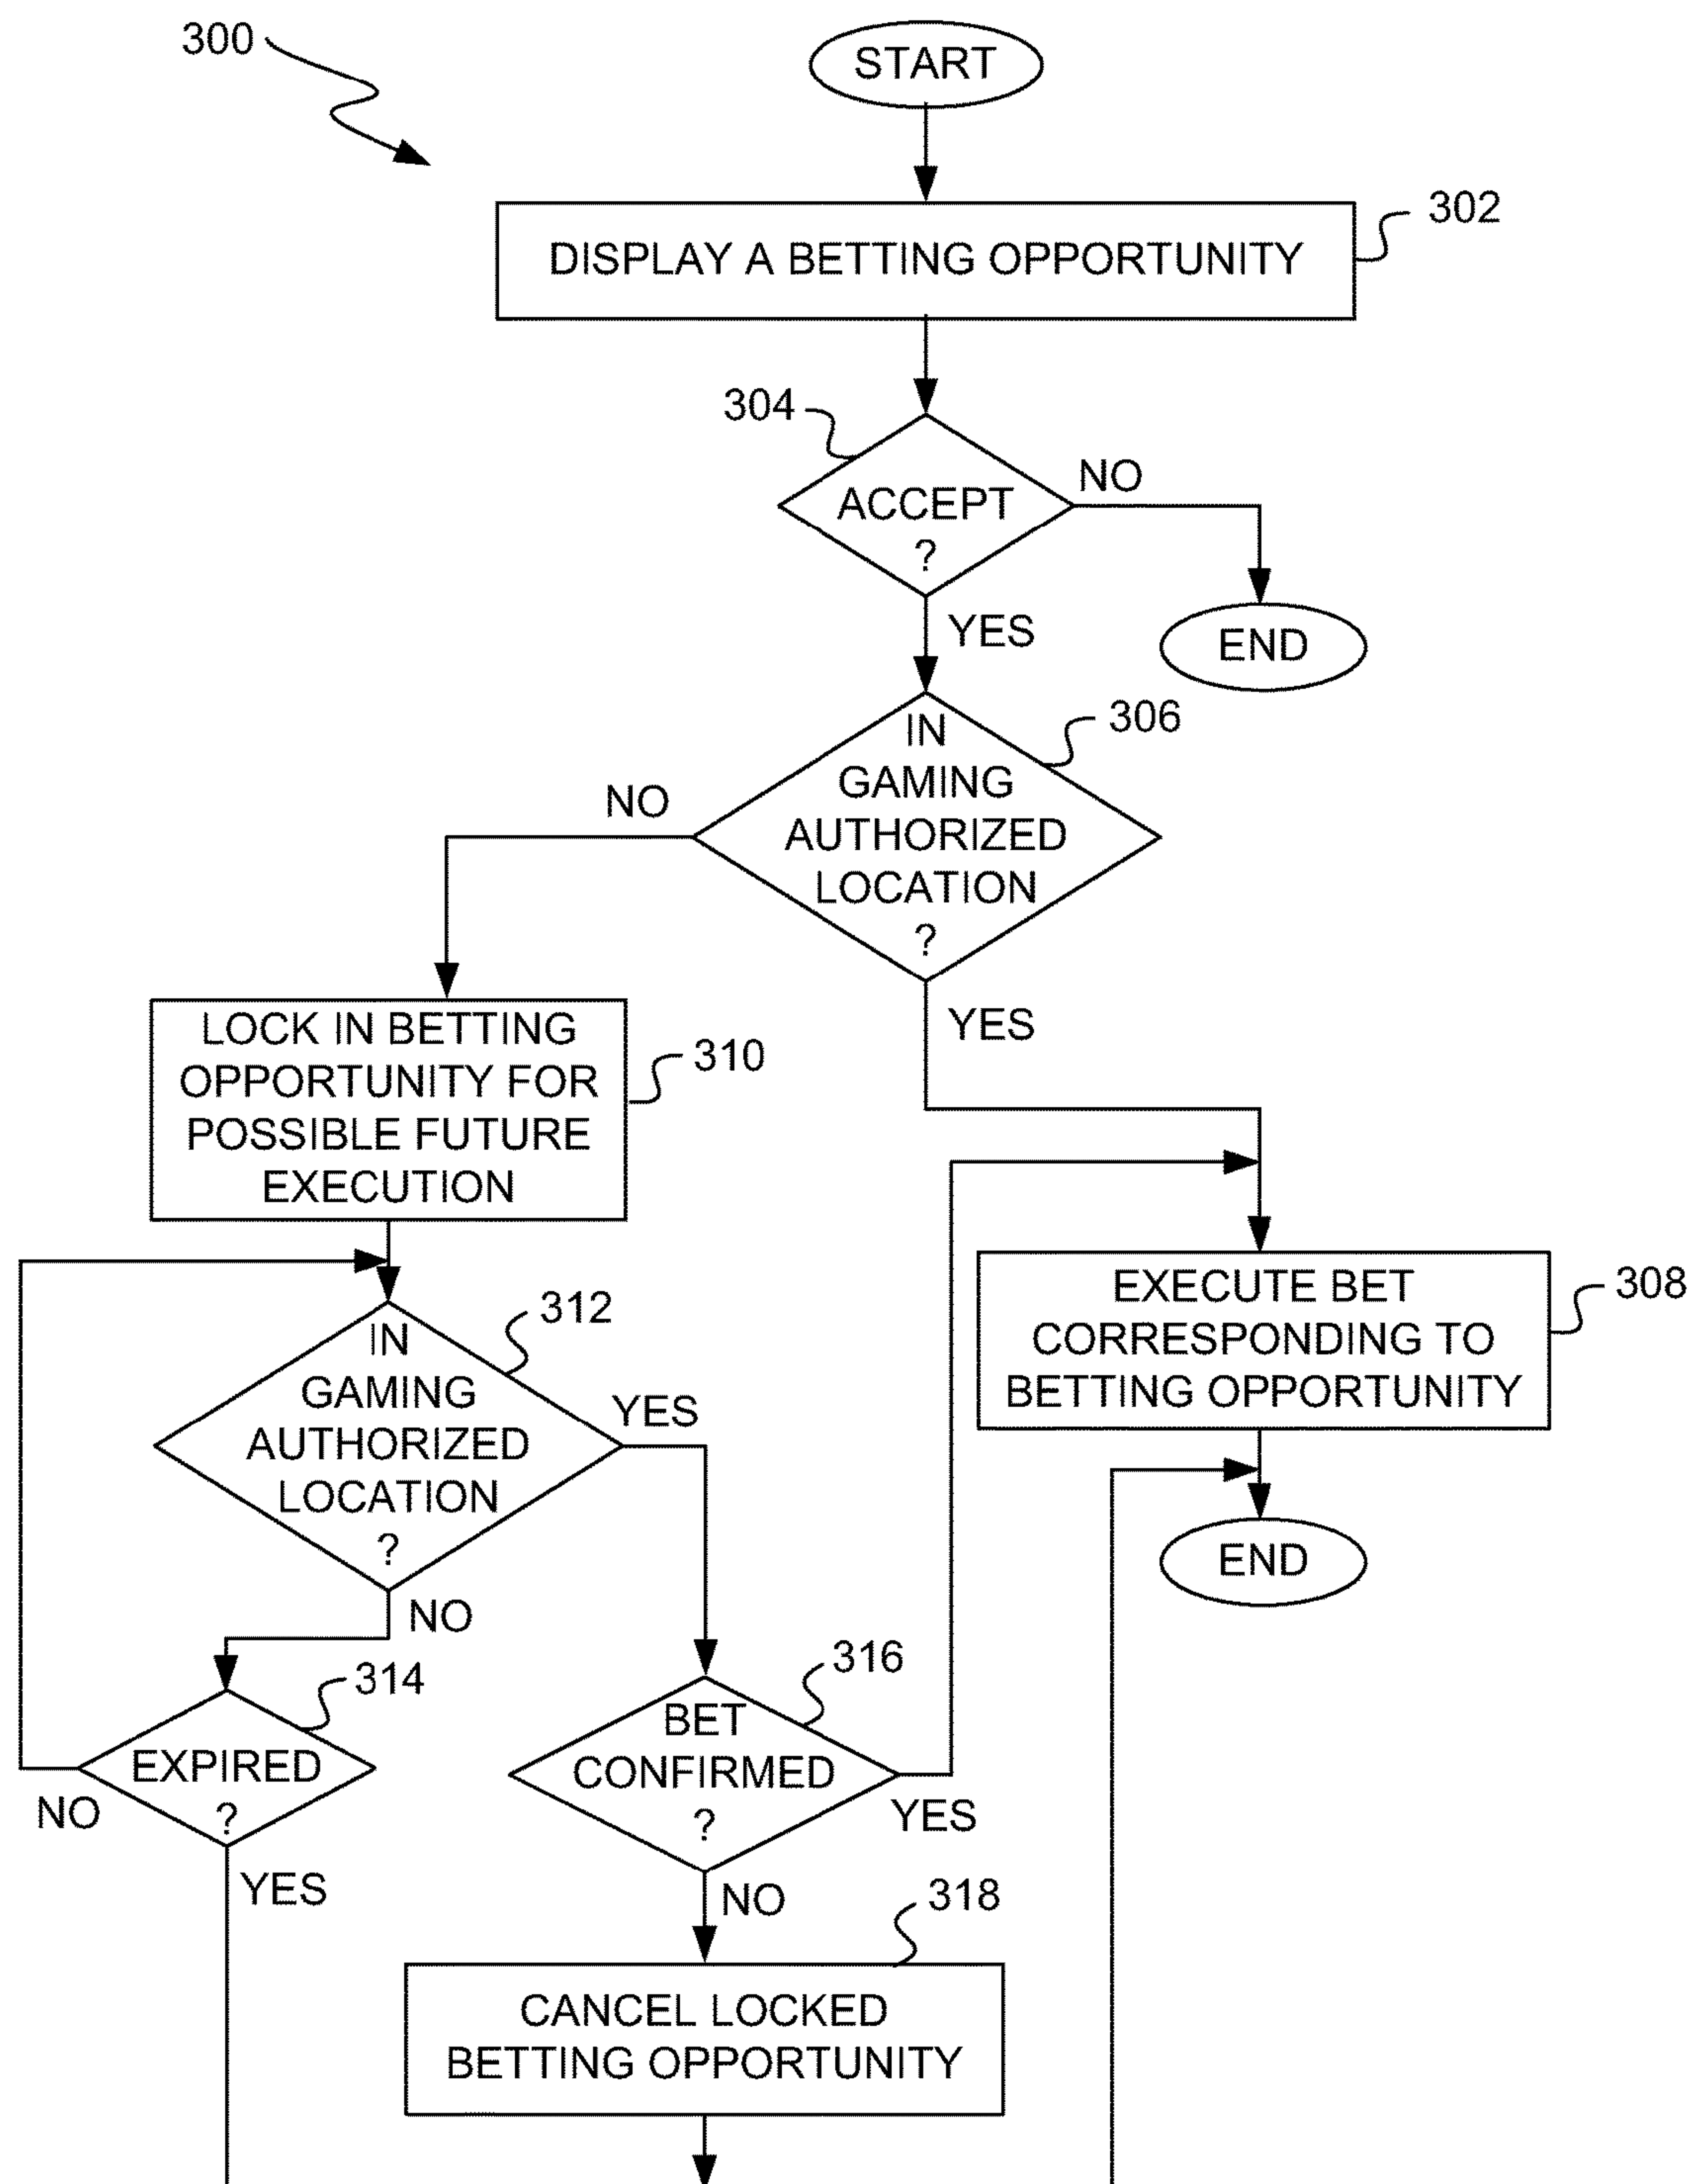 300
START
DISPLAY A BETTING OPPORTUNITY
302
304
ACCEPT
?
NO
YES
END
IN
GAMING
AUTHORIZED
LOCATION
?
306
NO
YES
LOCK IN BETTING
OPPORTUNITY FOR
POSSIBLE FUTURE
EXECUTION
310
EXECUTE BET
CORRESPONDING TO
BETTING OPPORTUNITY
308
END
IN
GAMING
AUTHORIZED
LOCATION
?
312
YES
NO
EXPIRED
?
314
NO
YES
BET
CONFIRMED
?
316
YES
NO
CANCEL LOCKED
BETTING OPPORTUNITY
318